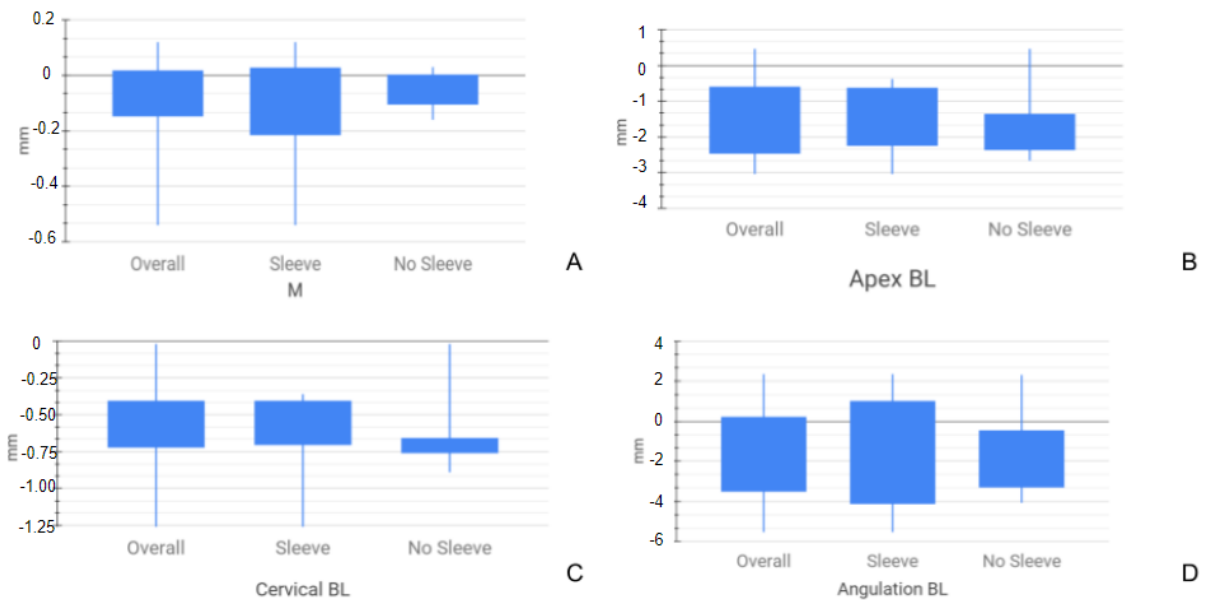 0.2
0
-0.2
-0.4
-0.6
mm
Overall Sleeve No Sleeve
M
A
1
0
-1
-2
-3
-4
mm
Overall Sleeve No Sleeve
Apex BL
B
0
-0.25
-0.50
-0.75
-1.00
-1.25
mm
Overall Sleeve No Sleeve
Cervical BL
C
4
2
0
-2
-4
-6
mm
Overall Sleeve No Sleeve
Angulation BL
D